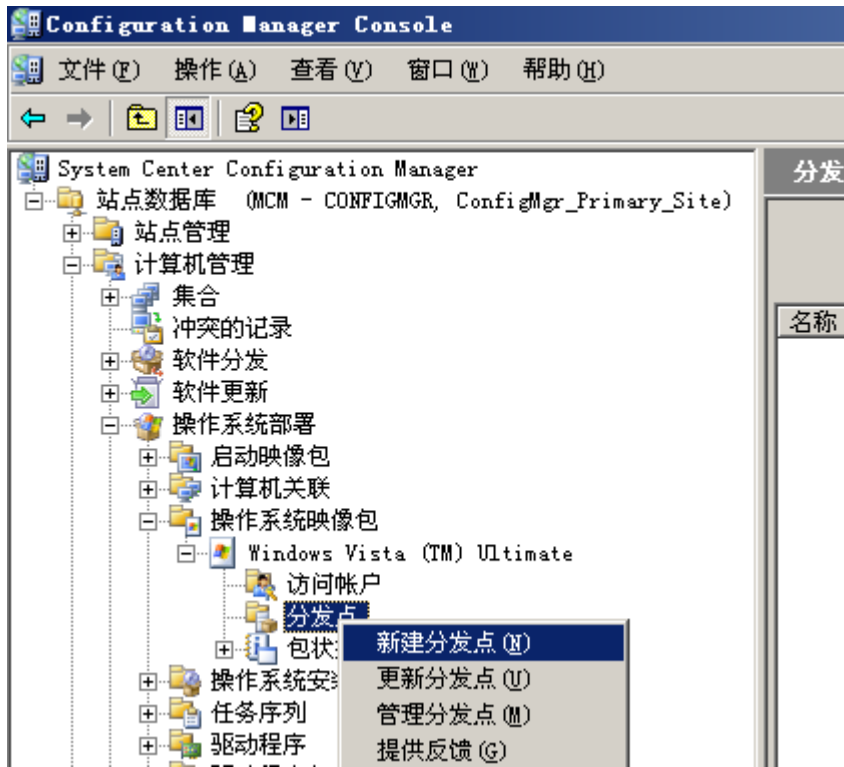 Configuration Manager Console
文件(F) 操作(A) 查看(V) 窗口(W) 帮助(H)
System Center Configuration Manager
分发
站点数据库 (MCM - CONFIGMGR, ConfigMgr_Primary_Site)
站点管理
计算机管理
集合
名称
冲突的记录
软件分发
软件更新
操作系统部署
启动映像包
计算机关联
操作系统映像包
Windows Vista (TM) Ultimate
访问帐户
分发点
新建分发点(N)
包状
操作系统安
更新分发点(U)
任务序列
管理分发点(M)
驱动程序
提供反馈(G)